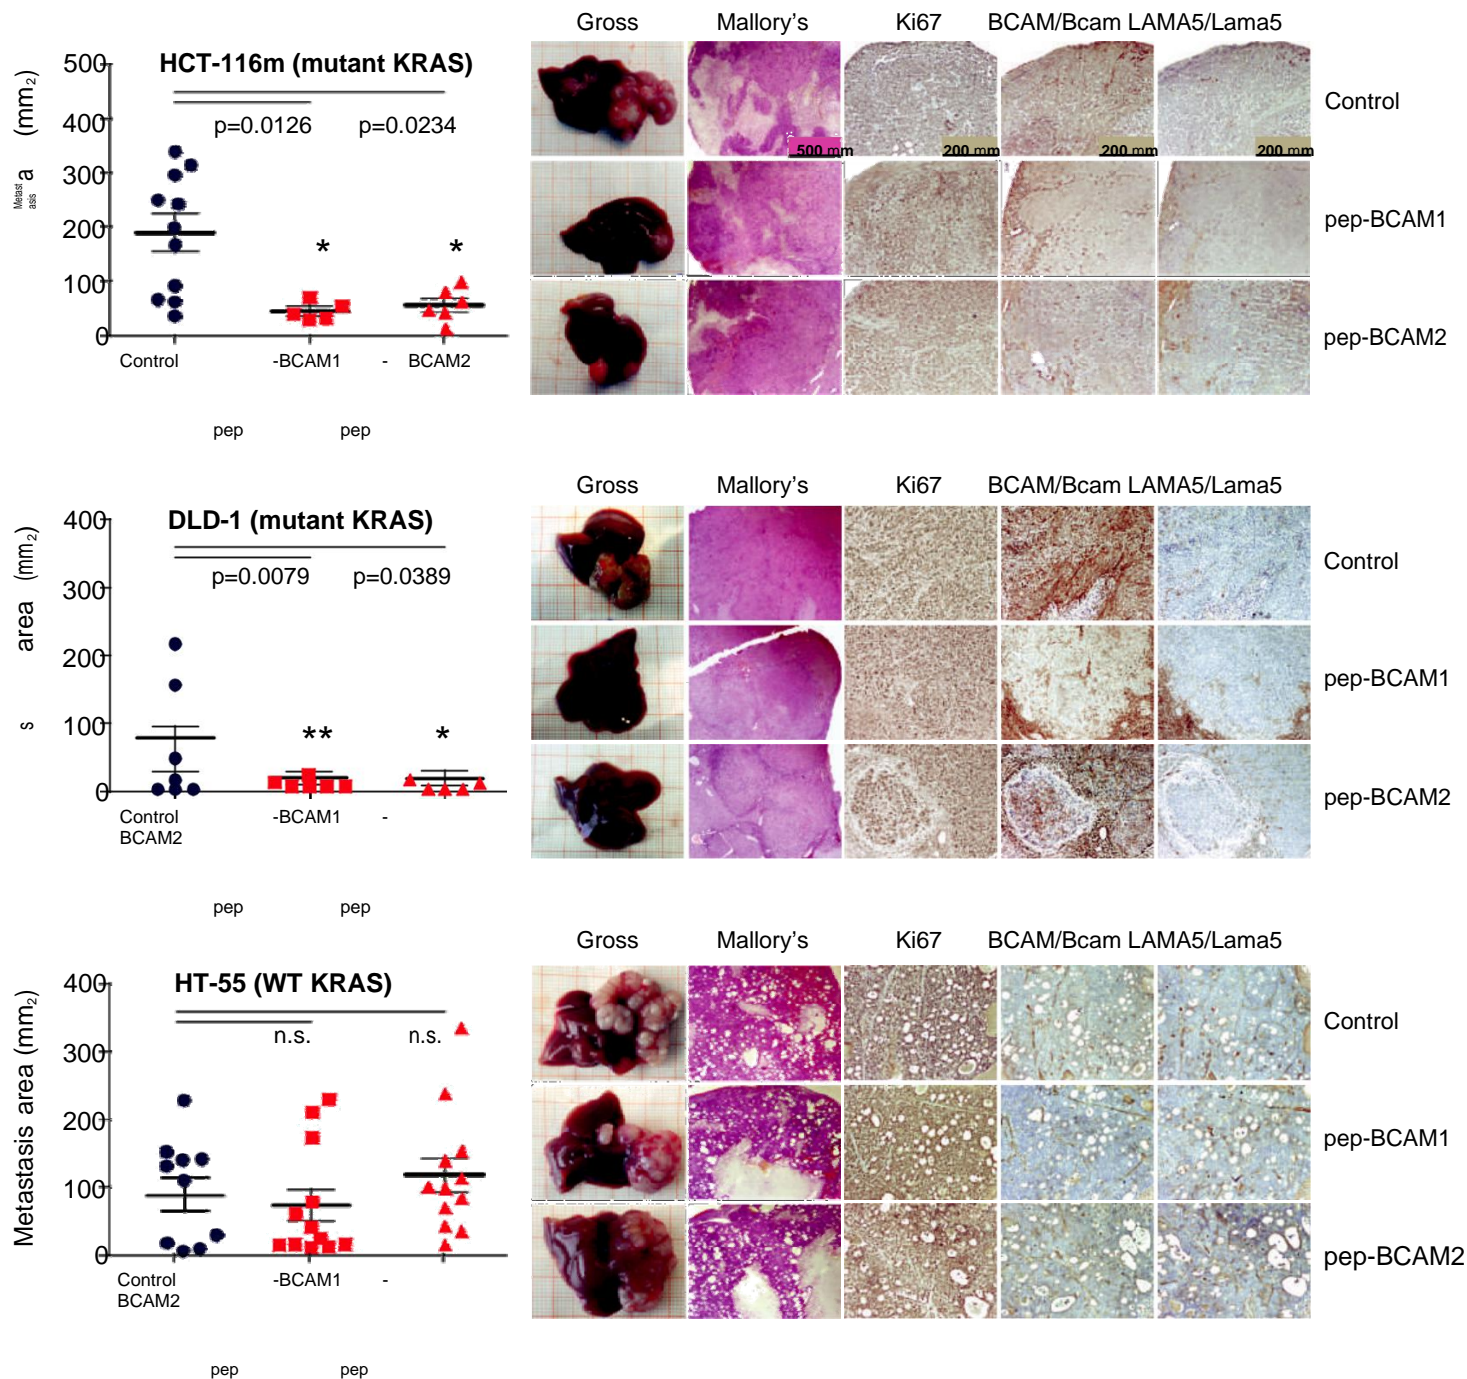 Gross Mallory's Ki67 BCAM/Bcam LAMA5/Lama5
HCT-116m (mutant KRAS)
Metast
asis
a (mm2)
500
400
300
200
100
0
p=0.0126 p=0.0234
*
*
Control -BCAM1 - BCAM2
pep pep
500 mm
200 mm
200 mm
200 mm
Control
pep-BCAM1
pep-BCAM2
Gross Mallory's Ki67 BCAM/Bcam LAMA5/Lama5
DLD-1 (mutant KRAS)
s area (mm2)
400
300
200
100
0
p=0.0079 p=0.0389
**
*
Control -BCAM1 -
BCAM2
pep pep
Control
pep-BCAM1
pep-BCAM2
Gross Mallory's Ki67 BCAM/Bcam LAMA5/Lama5
HT-55 (WT KRAS)
Metastasis area (mm2)
400
300
200
100
0
n.s. n.s.
Control -BCAM1 -
BCAM2
pep pep
Control
pep-BCAM1
pep-BCAM2